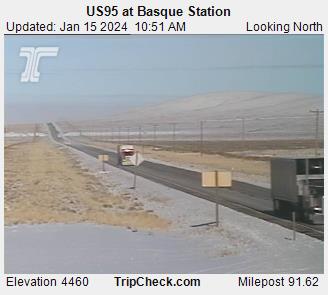 US95 at Basque Station
Updated: Jan 15 2024 10:51 AM Looking North
Elevation 4460 TripCheck.com Milepost 91.62